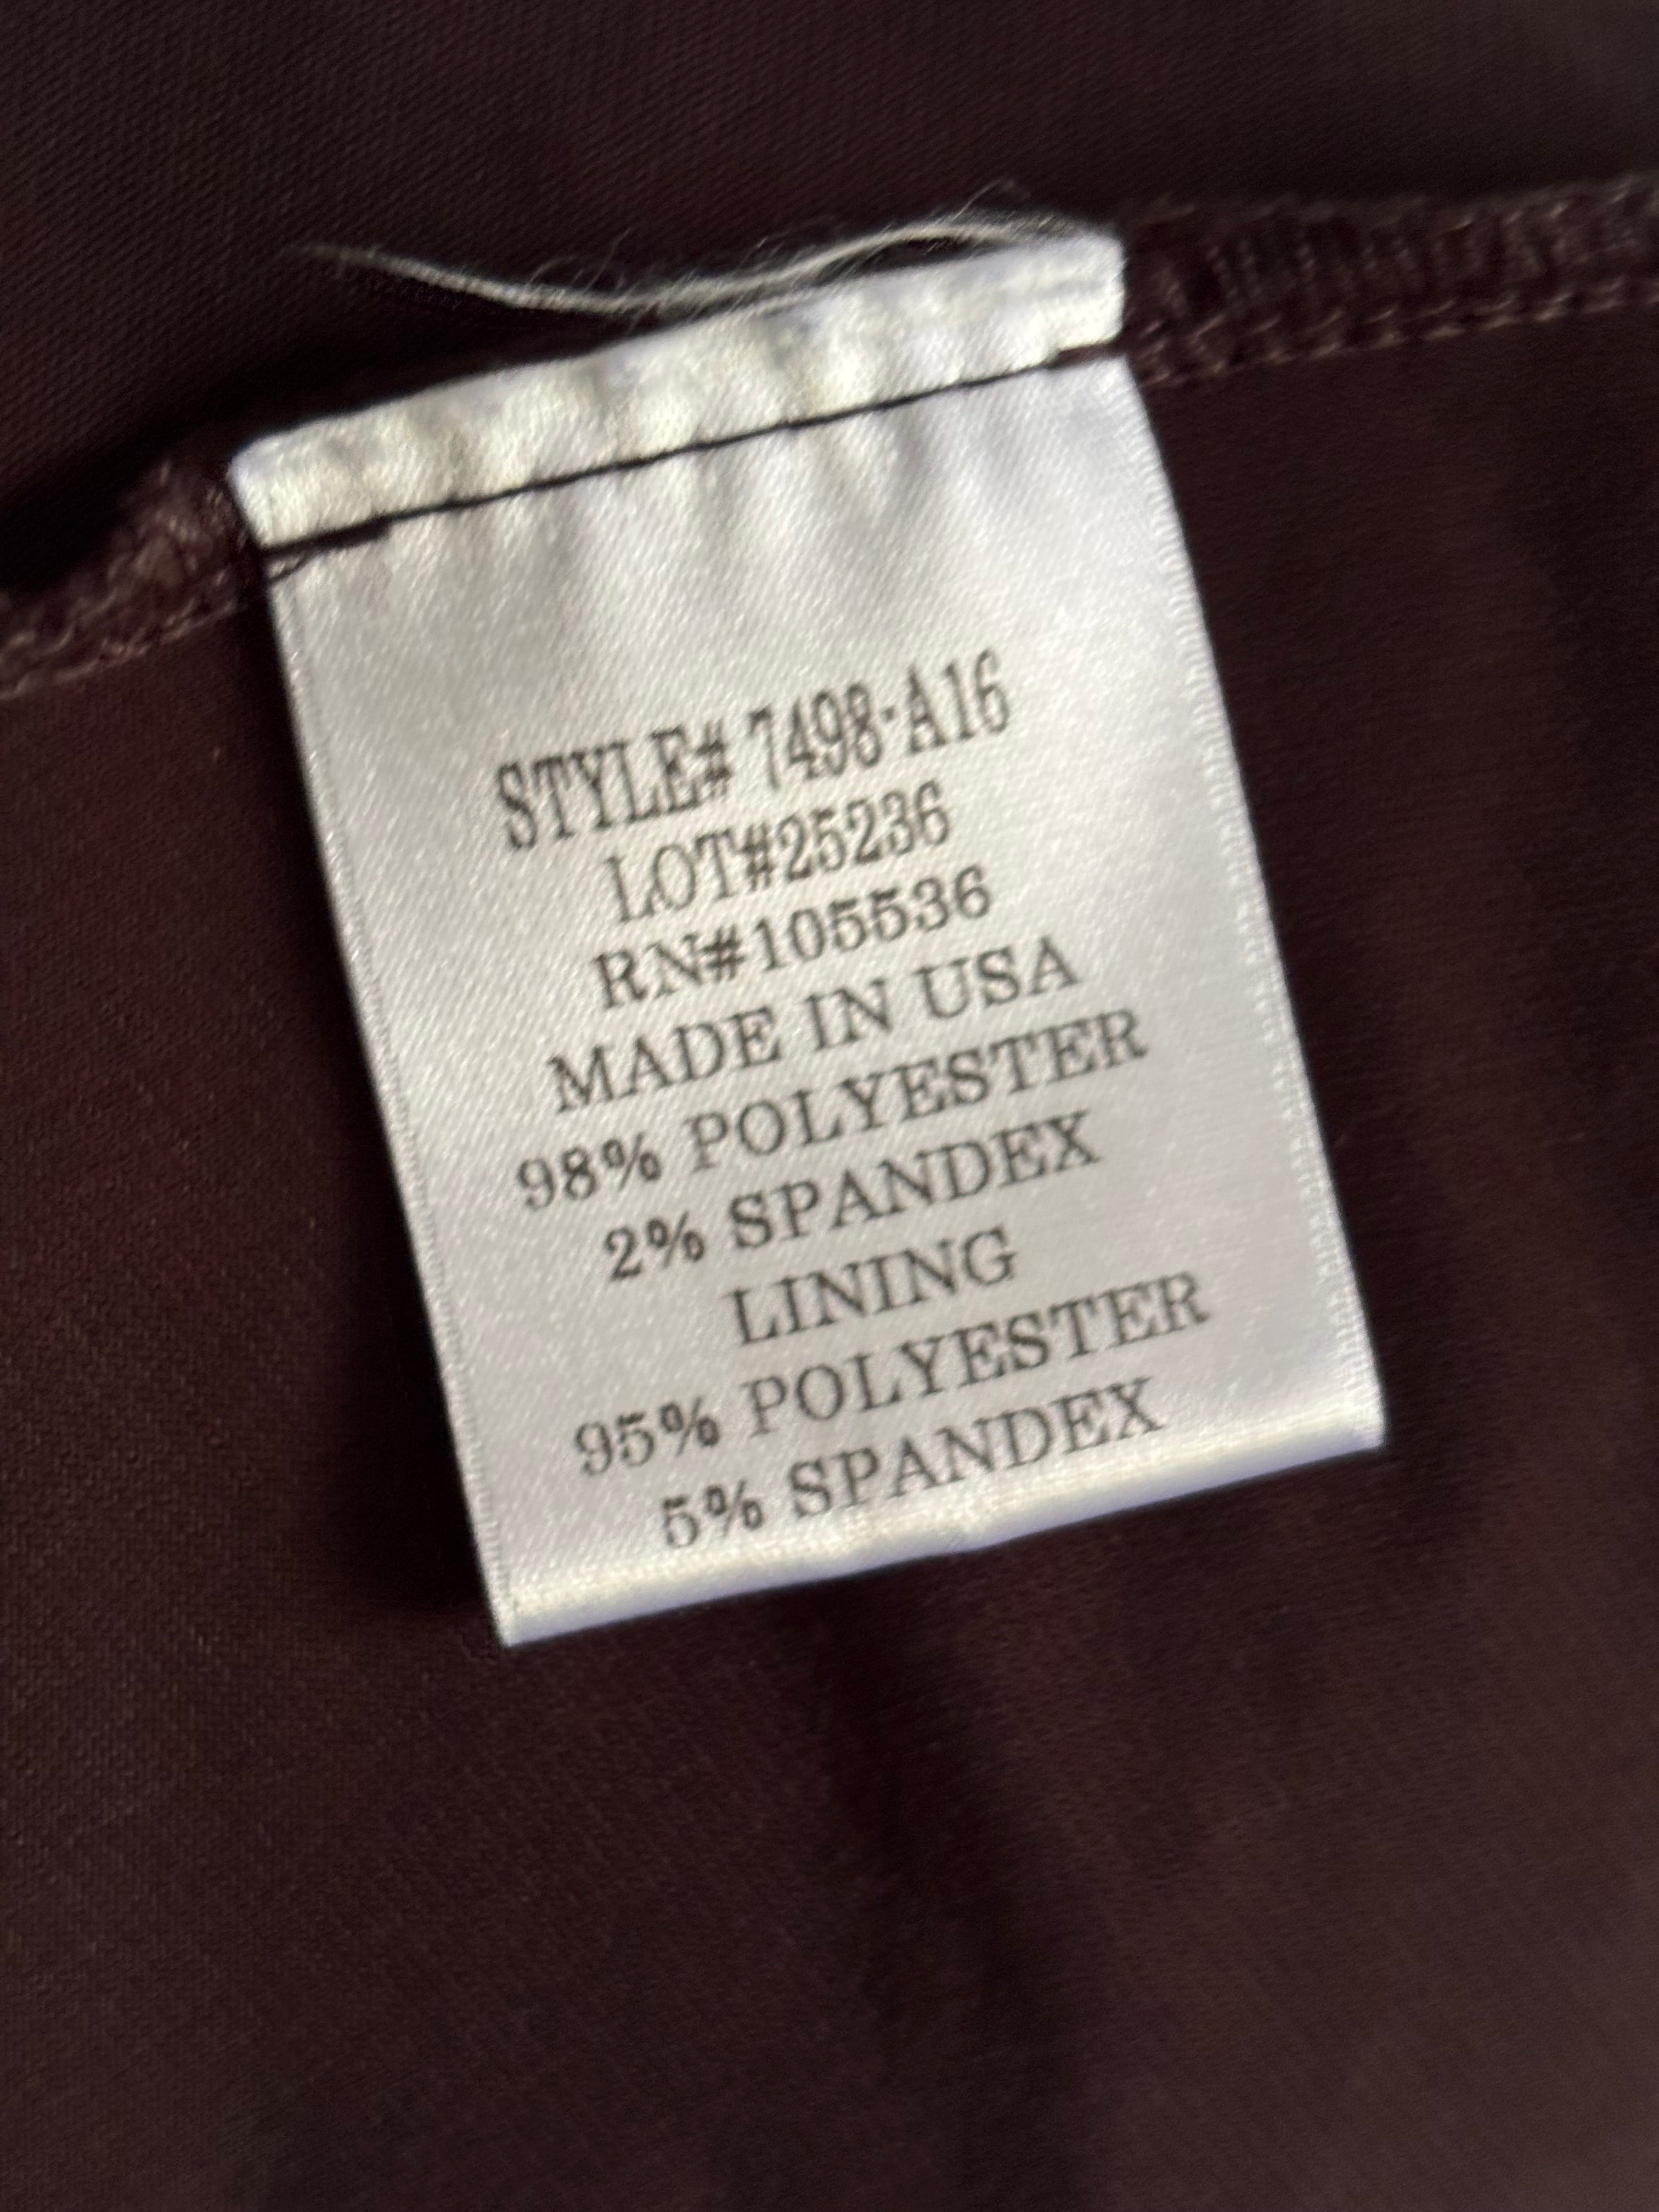 STYLE# 7498-A16
LOT#25236
RN#105536
MADE IN USA
98% POLYESTER
2% SPANDEX
LINING
95% POLYESTER
5% SPANDEX